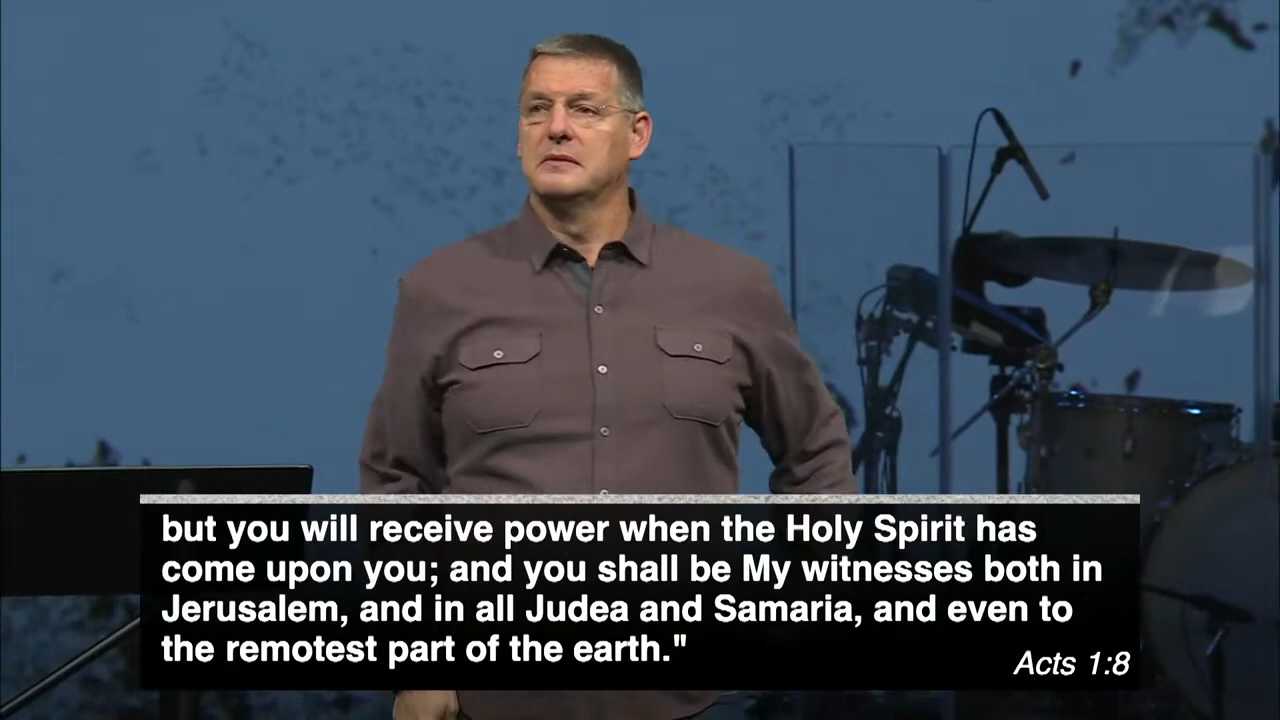 but you will receive power when the Holy Spirit has
come upon you; and you shall be My witnesses both in
Jerusalem, and in all Judea and Samaria, and even to
the remotest part of the earth."
Acts 1:8